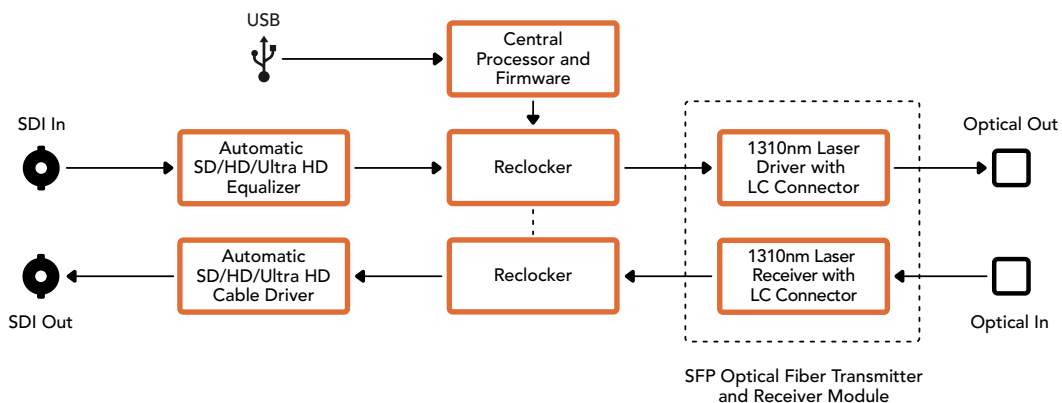 USB
Central
Processor and
Firmware
SDI In
Automatic
SD/HD/Ultra HD
Equalizer
Reclocker
1310nm Laser
Driver with
LC Connector
Optical Out
Automatic
SD/HD/Ultra HD
Cable Driver
Reclocker
1310nm Laser
Receiver with
LC Connector
SDI Out
Optical In
SFP Optical Fiber Transmitter
and Receiver Module